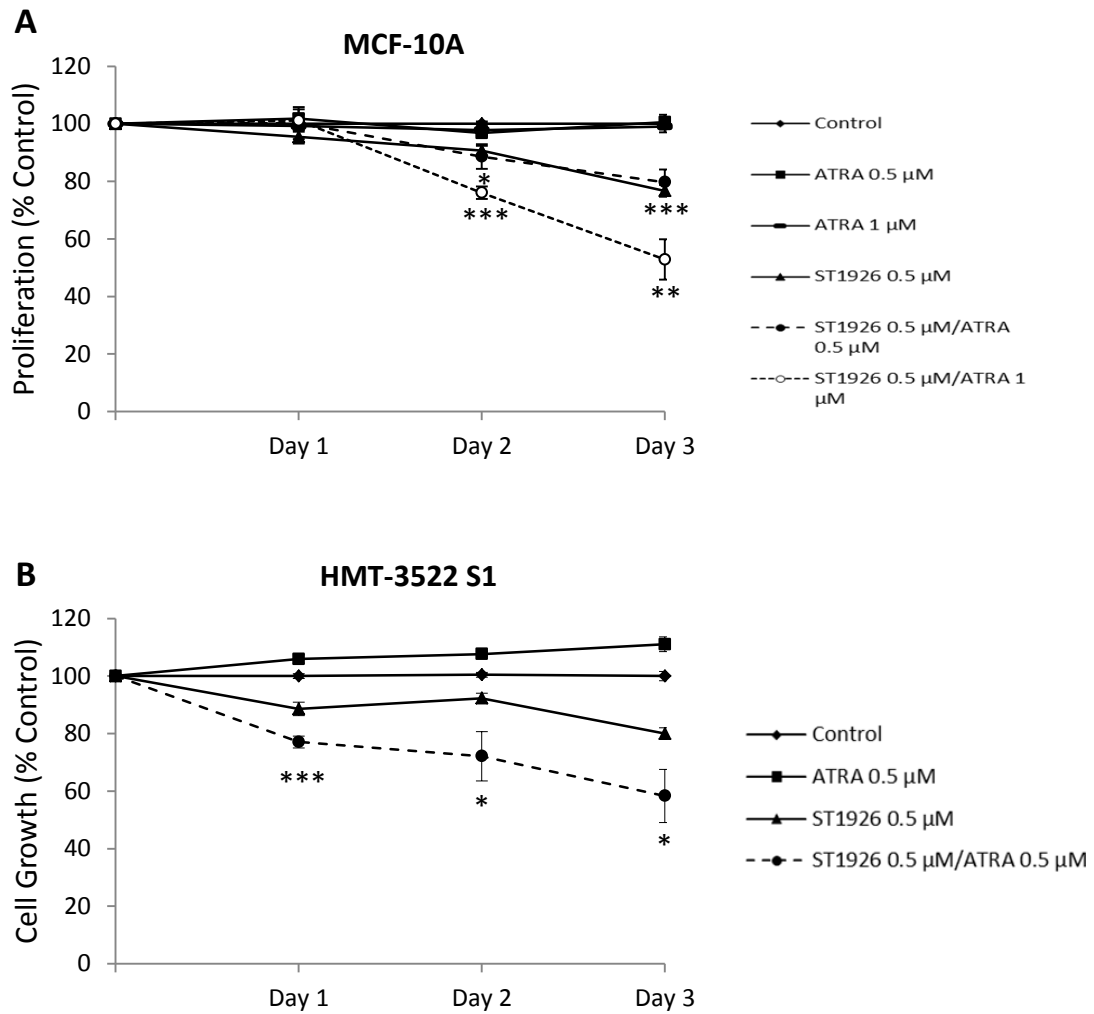 A
MCF-10A
Proliferation (% Control)
120
100
80
60
40
20
0
*
***
***
**
Day 1
Day 2
Day 3
Control
ATRA 0.5 µM
ATRA 1 µM
ST1926 0.5 µM
ST1926 0.5 µM/ATRA
0.5 µM
ST1926 0.5 µM/ATRA 1
µM
B
HMT-3522 S1
Cell Growth (% Control)
120
100
80
60
40
20
0
***
*
*
Day 1
Day 2
Day 3
Control
ATRA 0.5 µM
ST1926 0.5 µM
ST1926 0.5 µM/ATRA 0.5 µM